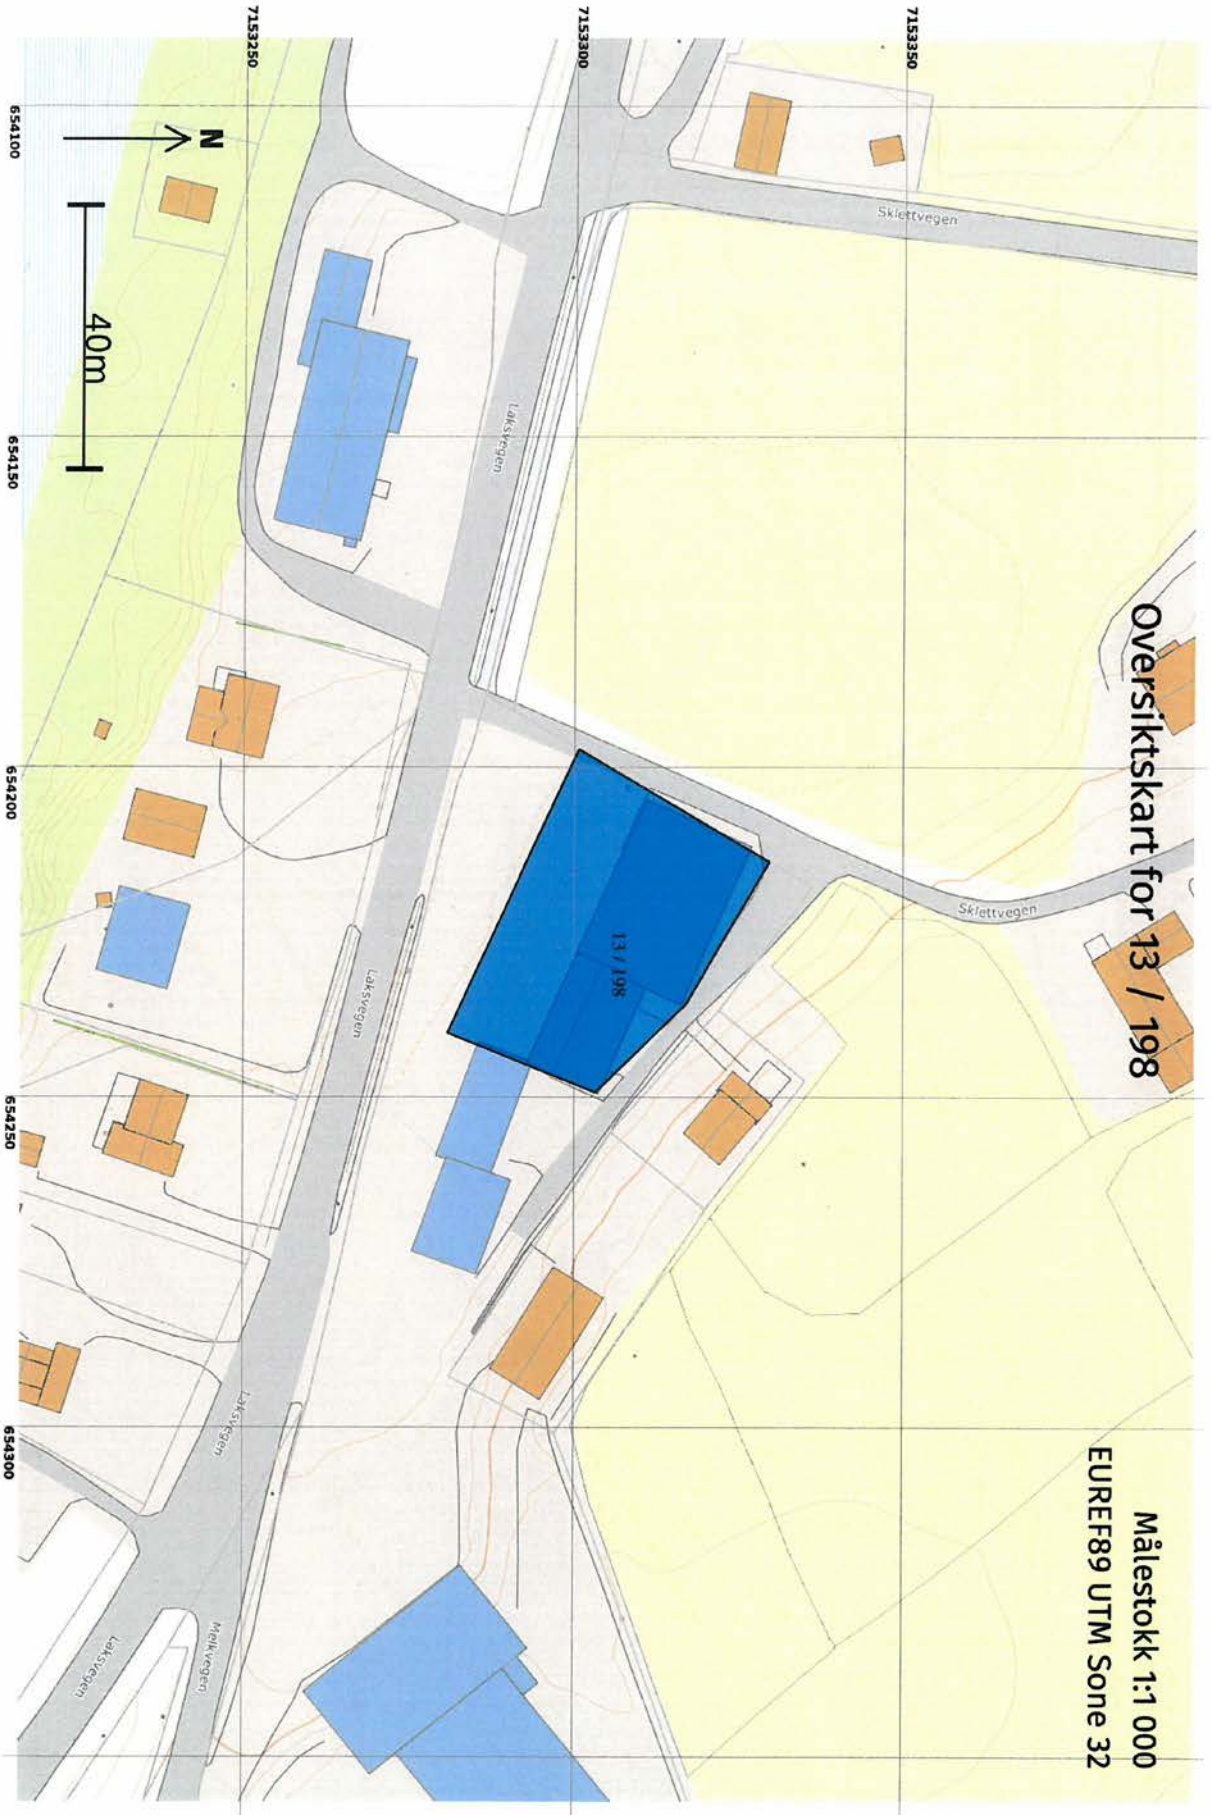 Oversiktskart for 13 / 198
Målestokk 1:1 000
EUREF89 UTM Sone 32
7153350
7153300
7153250
Sklettvegen
Sklettvegen
13 / 198
Laksvegen
Laksvegen
Laksvegen
Laksvegen
Melkvegen
N
40m
654100
654150
654200
654250
654300